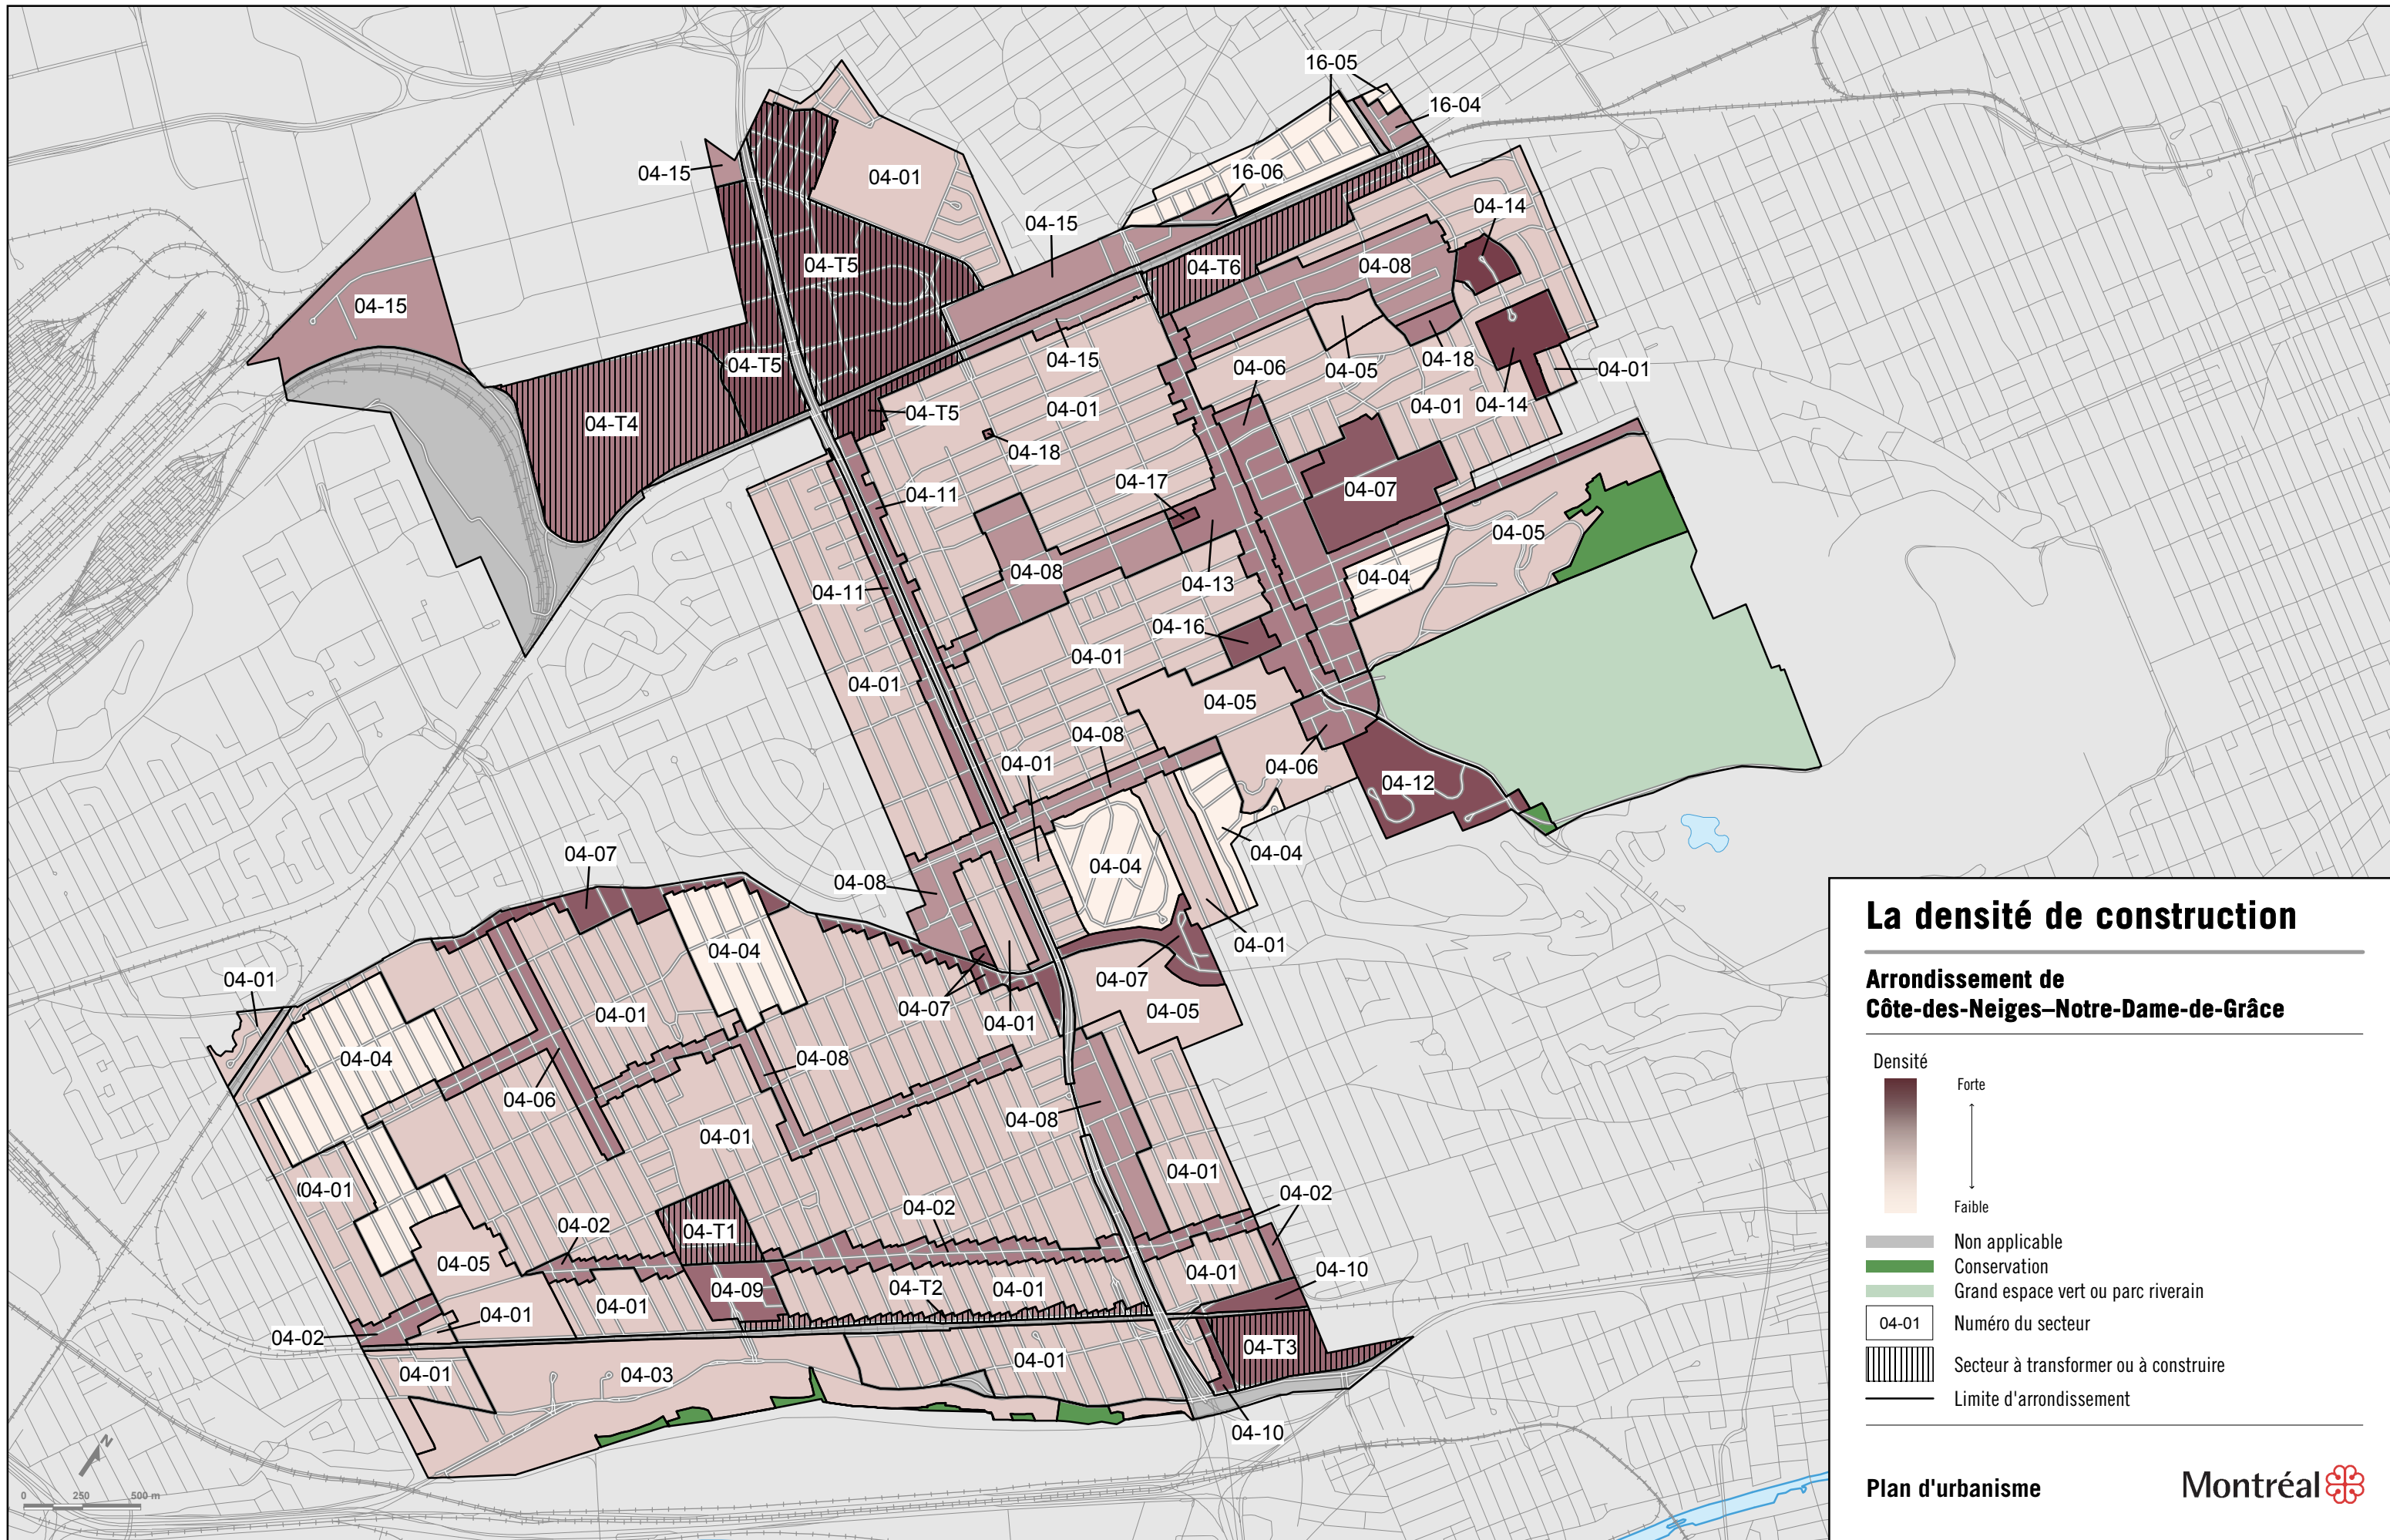 16-05
16-04
04-15
04-01
16-06
04-14
04-15
04-T5
04-T6
04-08
04-15
04-T5
04-15
04-18
04-01
04-06
04-05
04-T4
04-T5
04-01
04-01
04-14
04-18
04-11
04-17
04-07
04-05
04-08
04-13
04-04
04-11
04-16
04-01
04-01
04-05
04-08
04-01
04-06
04-12
04-07
04-04
04-04
04-08
04-04
04-01
04-01
04-07
04-07
04-05
04-01
04-01
04-04
04-08
04-06
04-08
04-01
04-01
(04-01
04-02
04-02
04-02
04-T1
04-05
04-01
04-10
04-09
04-T2
04-01
04-01
04-01
04-02
04-T3
04-01
04-01
04-03
04-10
N
0 250 500 m
La densité de construction
Arrondissement de
Côte-des-Neiges–Notre-Dame-de-Grâce
Densité
Forte
Faible
Non applicable
Conservation
Grand espace vert ou parc riverain
04-01 Numéro du secteur
Secteur à transformer ou à construire
Limite d'arrondissement
Plan d'urbanisme
Montréal